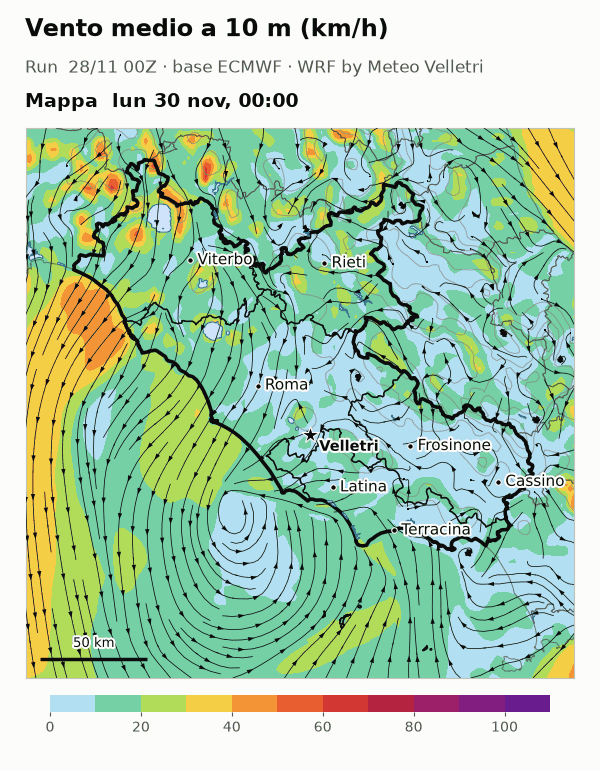 Vento medio a 10 m (km/h)
Run  28/11 00Z · base ECMWF · WRF by Meteo Velletri
Mappa  lun 30 nov, 00:00
Viterbo
Rieti
Roma
Velletri
Frosinone
Latina
Cassino
Terracina
50 km
0 20 40 60 80 100